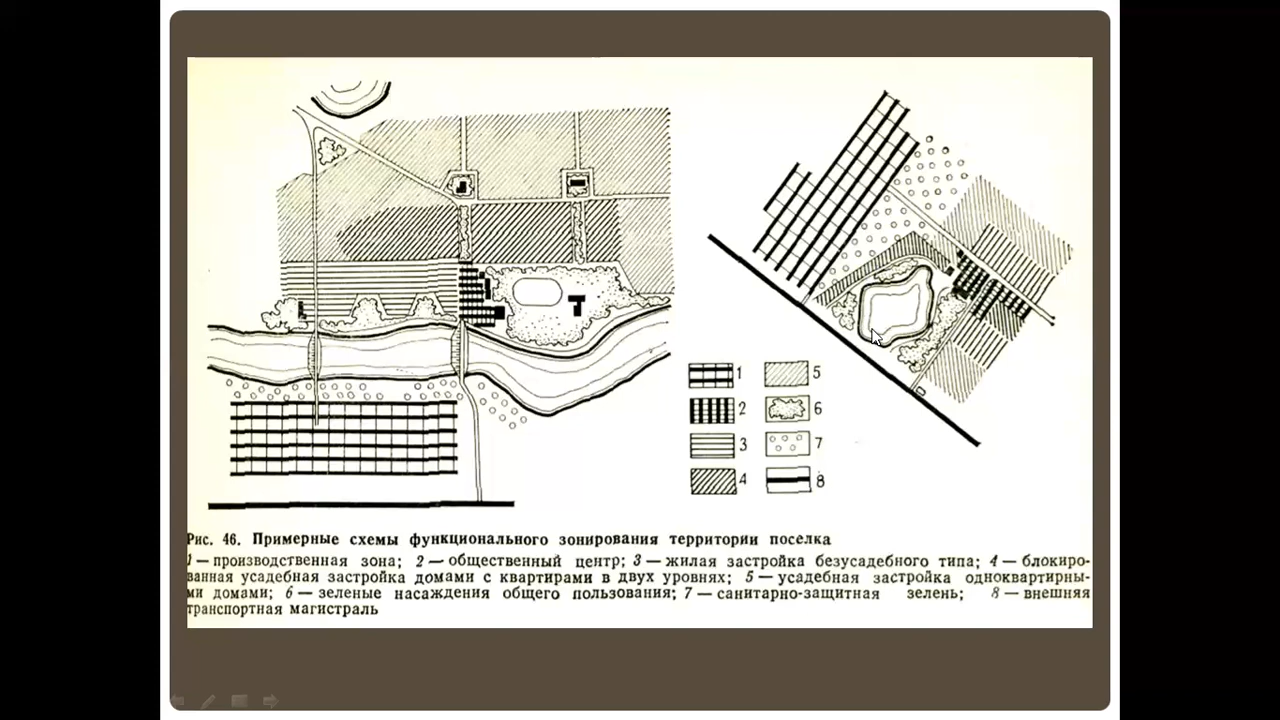 1 5
2 6
3 7
4 8
Рис. 46. Примерные схемы функционального зонирования территории поселка
1 — производственная зона; 2 — общественный центр; 3 — жилая застройка безусадебного типа; 4 — блокиро-
ванная усадебная застройка домами с квартирами в двух уровнях; 5 — усадебная застройка одноквартирны-
ми домами; 6 — зеленые насаждения общего пользования; 7 — санитарно-защитная зелень; 8 — внешняя
транспортная магистраль